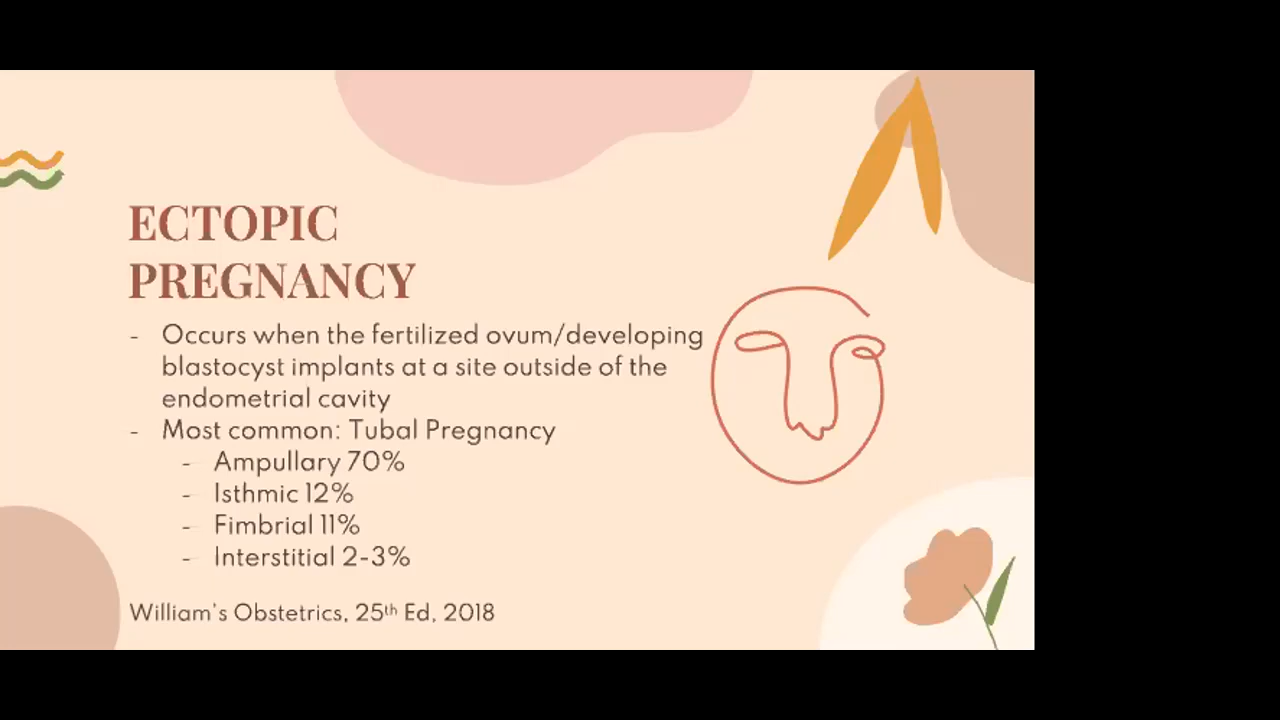 ECTOPIC
PREGNANCY
- Occurs when the fertilized ovum/developing
blastocyst implants at a site outside of the
endometrial cavity
- Most common: Tubal Pregnancy
- Ampullary 70%
- Isthmic 12%
- Fimbrial 11%
- Interstitial 2-3%
William's Obstetrics, 25th Ed, 2018